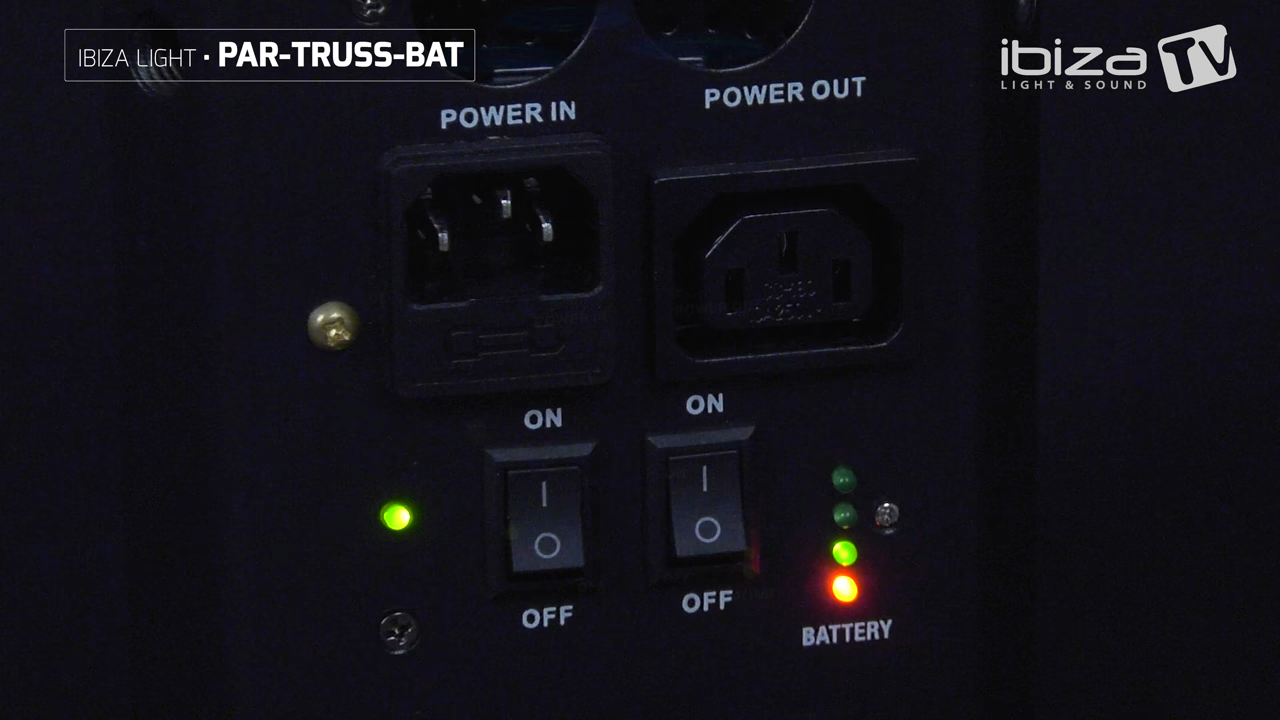 IBIZA LIGHT · PAR-TRUSS-BAT
ibiza TV
LIGHT & SOUND
POWER IN
POWER OUT
ON
ON
I
I
O
O
OFF
OFF
BATTERY